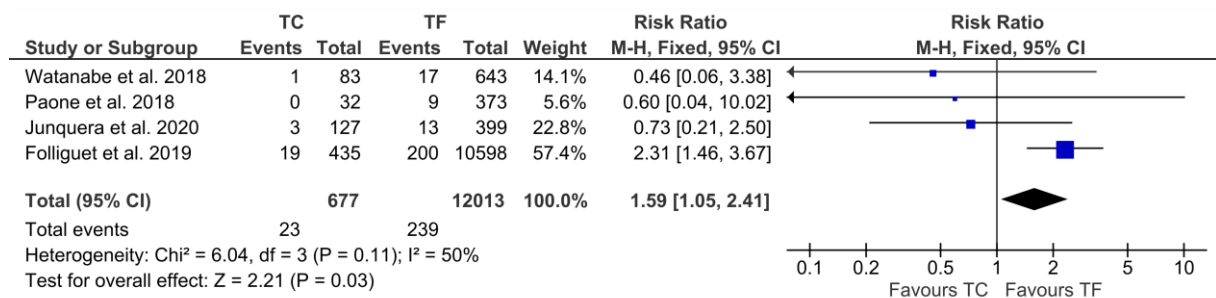 TC TF Risk Ratio Risk Ratio
Study or Subgroup Events Total Events Total Weight M-H, Fixed, 95% CI M-H, Fixed, 95% CI
Watanabe et al. 2018 1 83 17 643 14.1% 0.46 [0.06, 3.38]
Paone et al. 2018 0 32 9 373 5.6% 0.60 [0.04, 10.02]
Junquera et al. 2020 3 127 13 399 22.8% 0.73 [0.21, 2.50]
Folliguet et al. 2019 19 435 200 10598 57.4% 2.31 [1.46, 3.67]
Total (95% CI) 677 12013 100.0% 1.59 [1.05, 2.41]
Total events 23 239
Heterogeneity: Chi² = 6.04, df = 3 (P = 0.11); I² = 50%
Test for overall effect: Z = 2.21 (P = 0.03)
0.1 0.2 0.5 1 2 5 10
Favours TC Favours TF